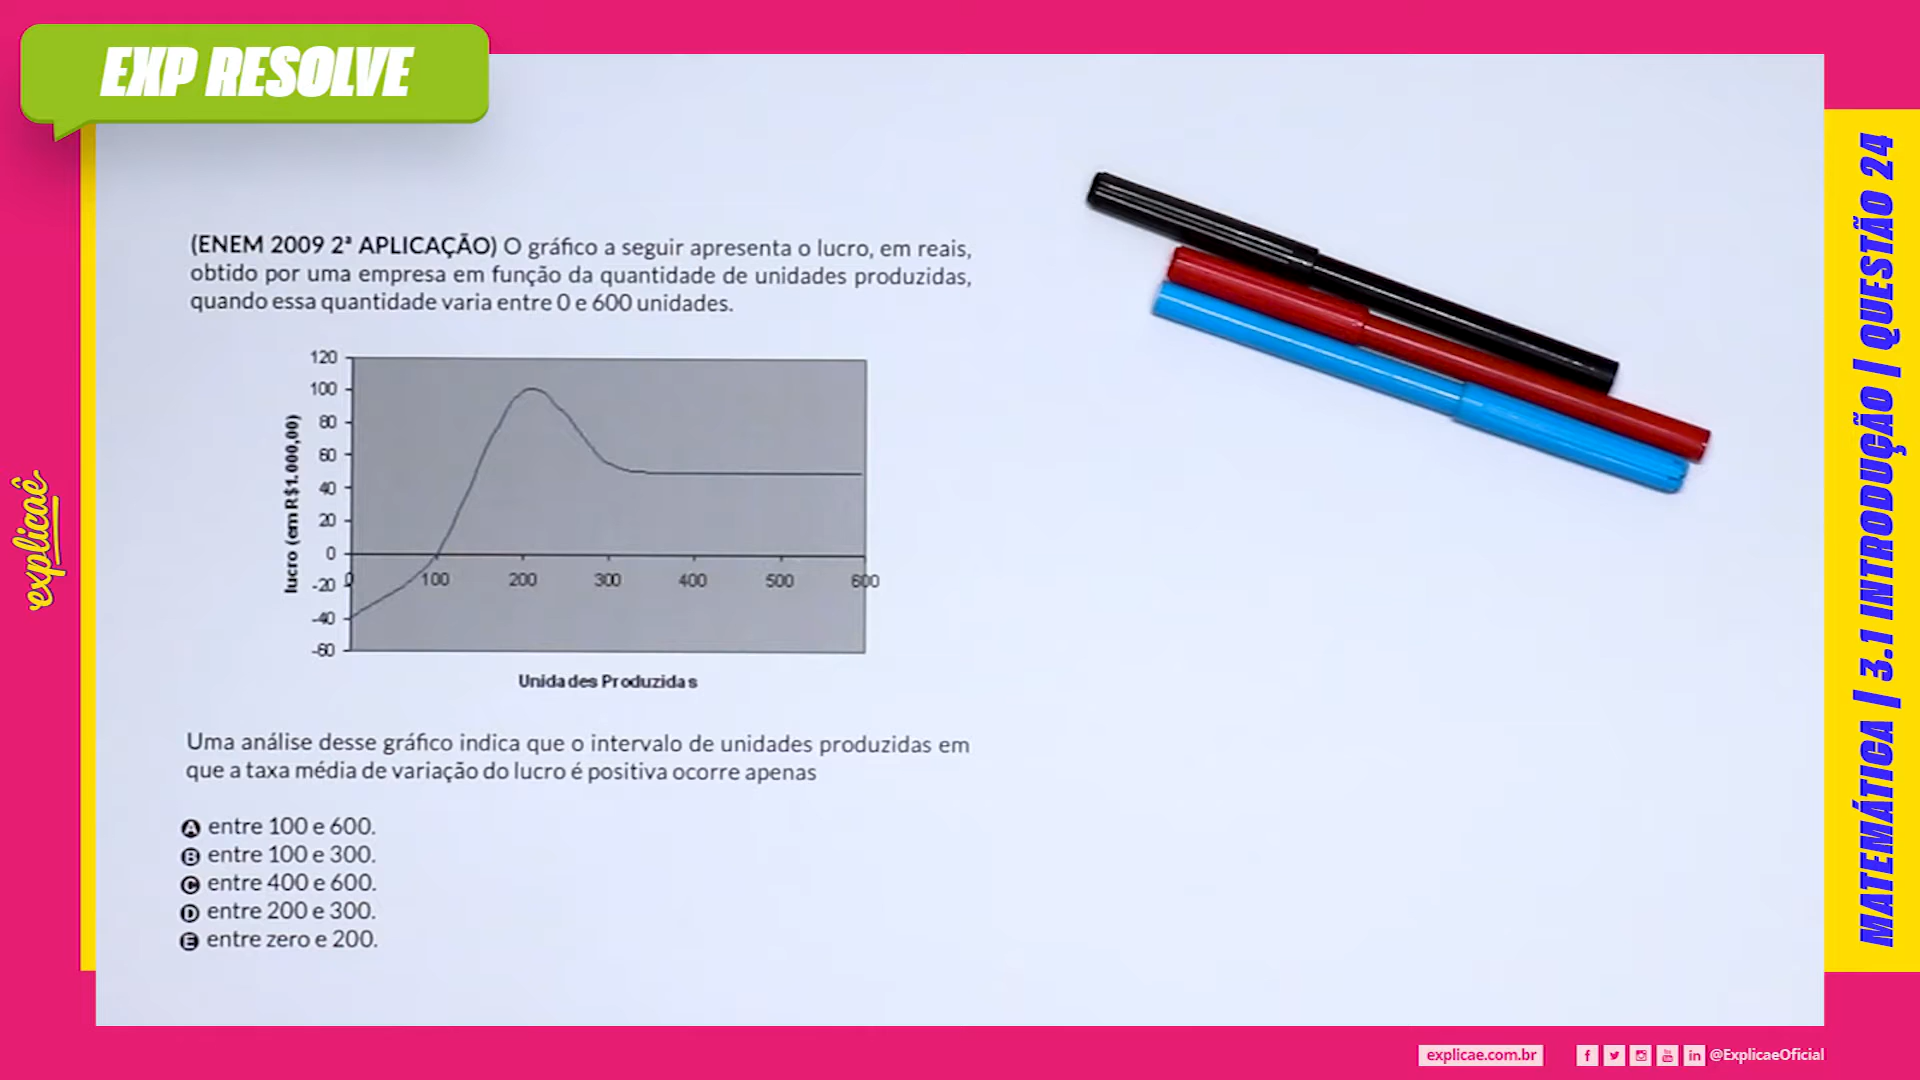 EXP RESOLVE
(ENEM 2009 2ª APLICAÇÃO) O gráfico a seguir apresenta o lucro, em reais,
obtido por uma empresa em função da quantidade de unidades produzidas,
quando essa quantidade varia entre 0 e 600 unidades.
lucro (em R$1.000,00)
120
100
80
60
40
20
0
-20
-40
-60
0 100 200 300 400 500 600
Unidades Produzidas
Uma análise desse gráfico indica que o intervalo de unidades produzidas em
que a taxa média de variação do lucro é positiva ocorre apenas
A entre 100 e 600.
B entre 100 e 300.
C entre 400 e 600.
D entre 200 e 300.
E entre zero e 200.
explicaê
MATEMÁTICA | 3.1 INTRODUÇÃO | QUESTÃO 24
explicae.com.br
@ExplicaeOficial